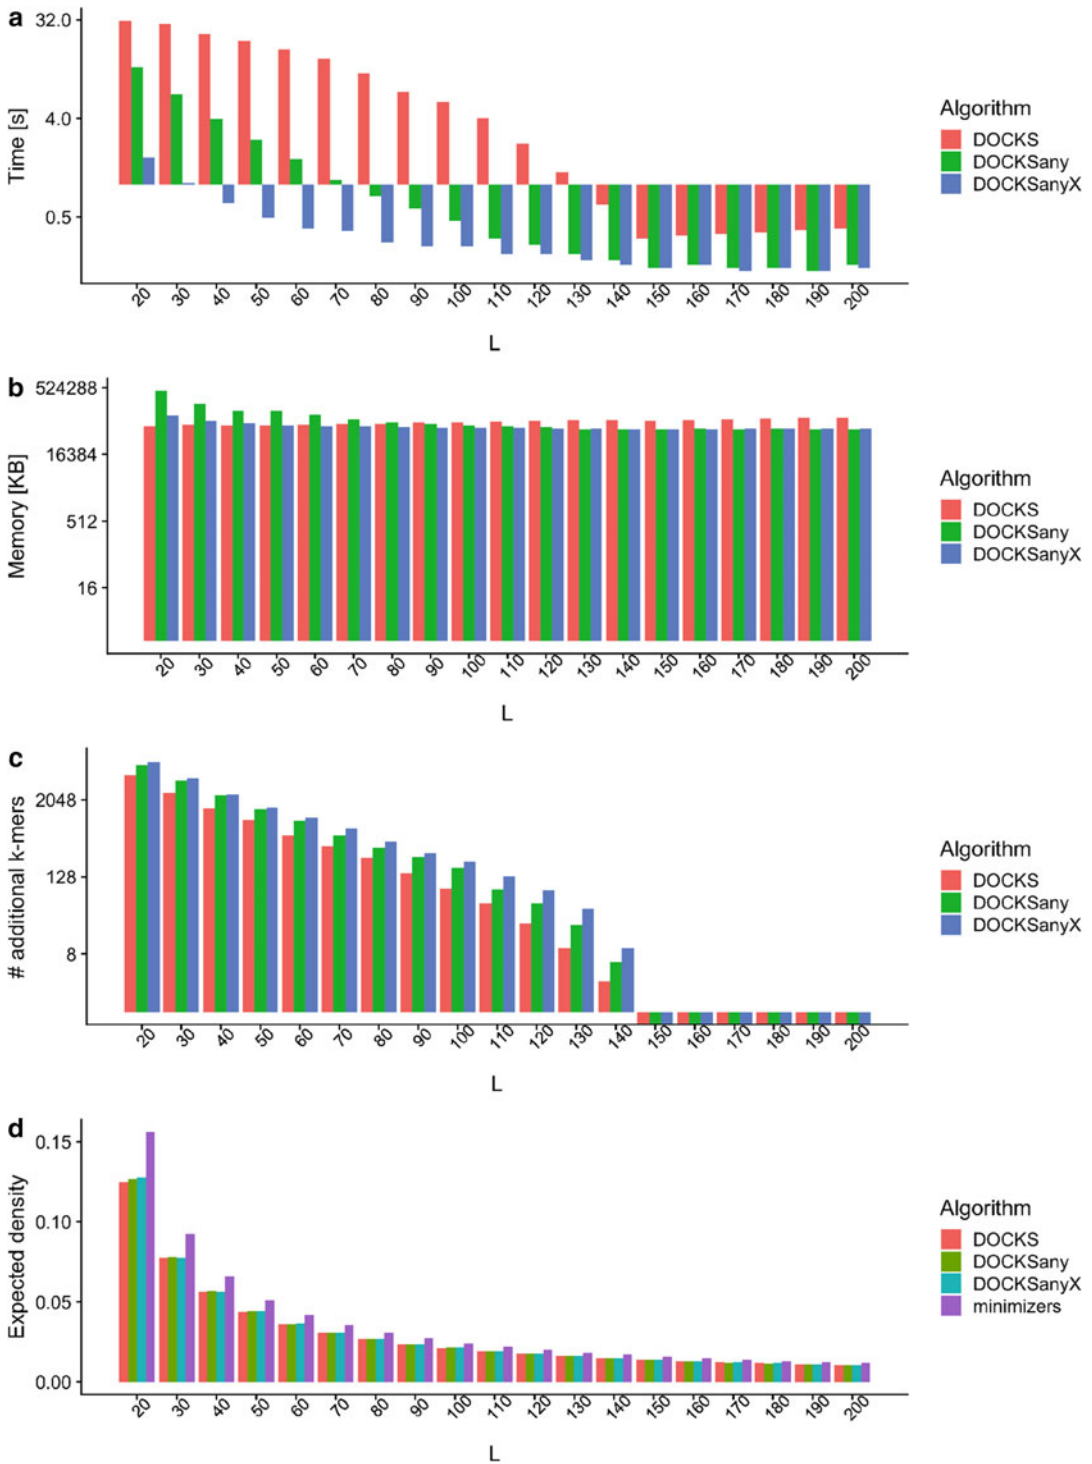 a
Time [s]
32.0
4.0
0.5
20 30 40 50 60 70 80 90 100 110 120 130 140 150 160 170 180 190 200
L
Algorithm
DOCKS
DOCKSany
DOCKSanyX
b
Memory [KB]
524288
16384
512
16
20 30 40 50 60 70 80 90 100 110 120 130 140 150 160 170 180 190 200
L
Algorithm
DOCKS
DOCKSany
DOCKSanyX
c
# additional k-mers
2048
128
8
20 30 40 50 60 70 80 90 100 110 120 130 140 150 160 170 180 190 200
L
Algorithm
DOCKS
DOCKSany
DOCKSanyX
d
Expected density
0.15
0.10
0.05
0.00
20 30 40 50 60 70 80 90 100 110 120 130 140 150 160 170 180 190 200
L
Algorithm
DOCKS
DOCKSany
DOCKSanyX
minimizers